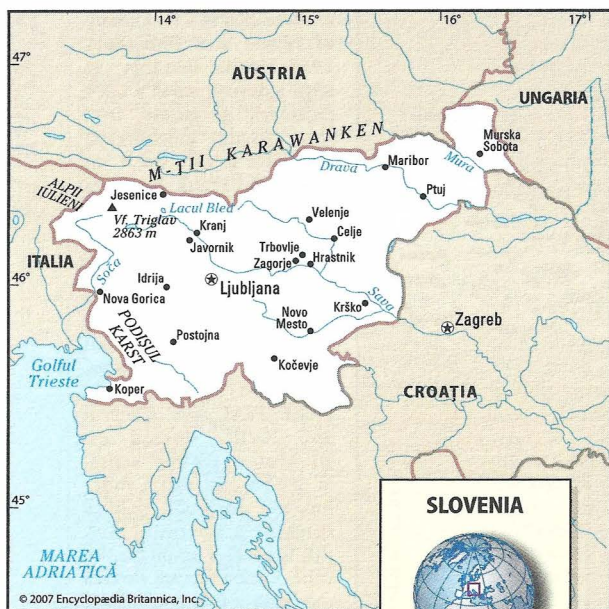 14°
15°
16°
17°
47°
AUSTRIA
UNGARIA
M-ȚII KARAWANKEN
Murska
Sobota
Maribor
Drava
Mura
Ptuj
ALPII
IULIENI
Jesenice
Vf. Triglav
2863 m
Lacul Bled
Velenje
Kranj
Javornik
Celje
Trbovlje
Zagorje
Hrastnik
ITALIA
46°
Soča
Idrija
Ljubljana
Nova Gorica
Sava
Krško
Novo
Mesto
Zagreb
PODIȘUL
KARST
Postojna
Golful
Trieste
Kočevje
Koper
CROAȚIA
45°
SLOVENIA
MAREA
ADRIATICĂ
© 2007 Encyclopædia Britannica, Inc.